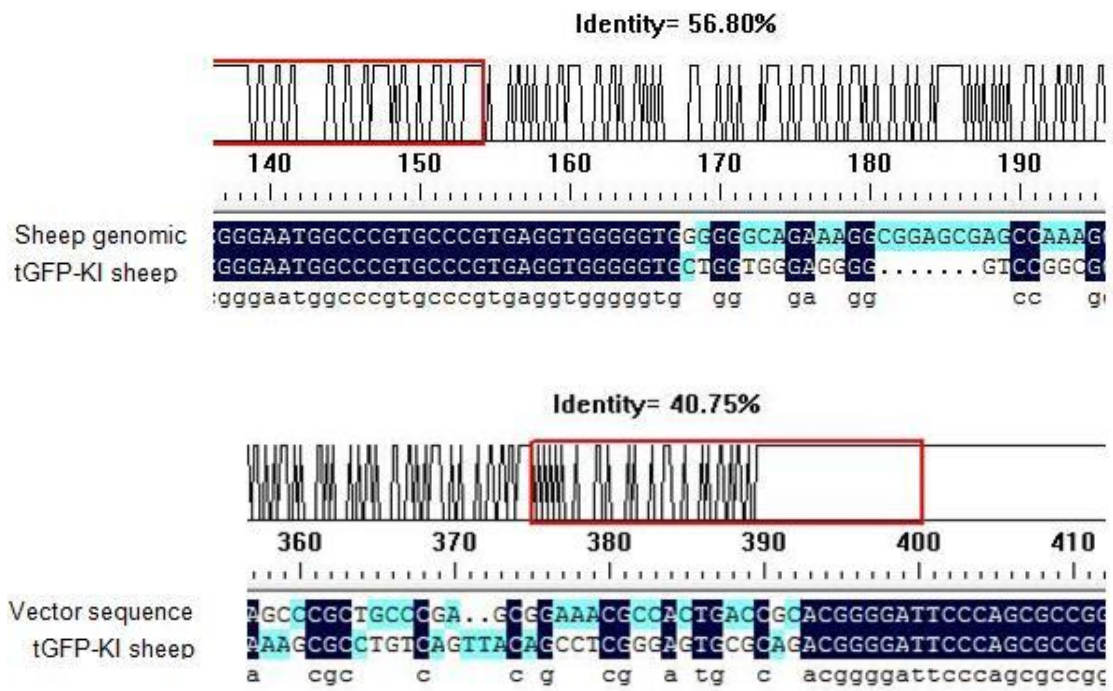 Identity= 56.80%
140 150 160 170 180 190
Sheep genomic GGGAATGGCCCGTGCCCGTGAGGTGGGGGTGGGGGGCAGAAAGGCGGAGCGAGCCAAAG
tGFP-KI sheep GGGAATGGCCCGTGCCCGTGAGGTGGGGGTGCTGGTGGGAGGGG.......GTCCGGCG
gggaatggcccgtgcccgtgaggtgggggtg gg ga gg cc g
Identity= 40.75%
360 370 380 390 400 410
Vector sequence AGCCCGCTGCCCGA..GCGGAAACGCCACTGACCGCACGGGGATTCCCAGCGCCGG
tGFP-KI sheep AAAGCGCCTGTCAGTTACAGCCTCGGGAGTGCGCAGACGGGGATTCCCAGCGCCGG
a cgc c c g cg a tg c acggggattcccagcgccgg